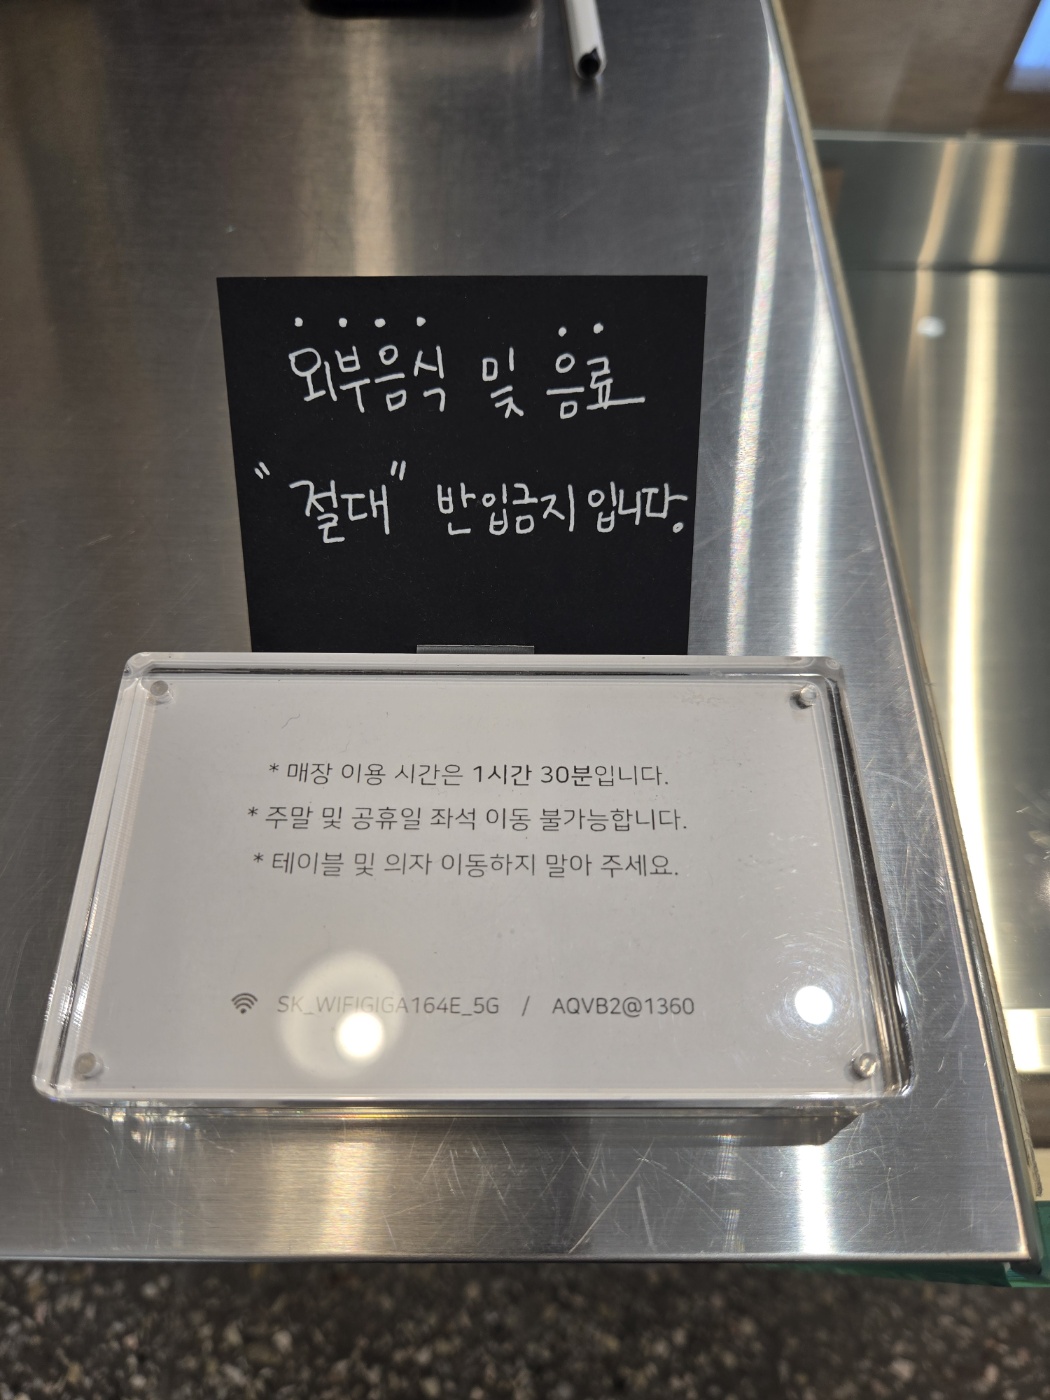 외부음식 및 음료
"절대" 반입금지입니다.
* 매장 이용 시간은 1시간 30분입니다.
* 주말 및 공휴일 좌석 이동 불가능합니다.
* 테이블 및 의자 이동하지 말아 주세요.
SK_WIFIGIGA164E_5G / AQVB2@1360